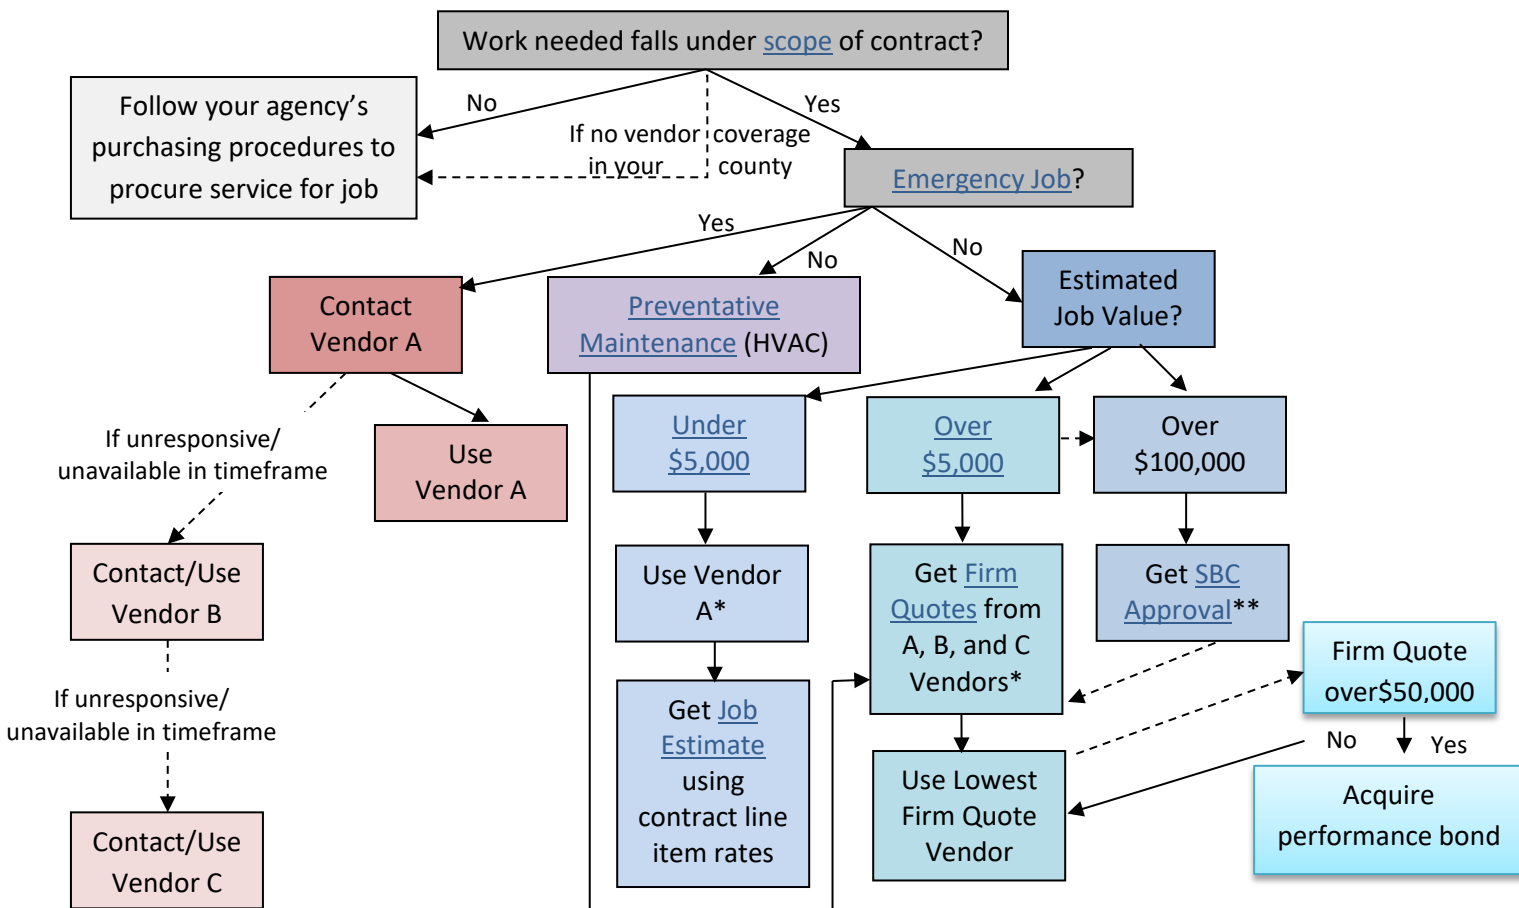 Work needed falls under scope of contract?
No
Yes
Follow your agency’s
purchasing procedures to
procure service for job
If no vendor coverage
in your county
Emergency Job?
Yes
No
No
Contact
Vendor A
Preventative
Maintenance (HVAC)
Estimated
Job Value?
If unresponsive/
unavailable in timeframe
Use
Vendor A
Under
$5,000
Over
$5,000
Over
$100,000
Contact/Use
Vendor B
Use Vendor
A*
Get Firm
Quotes from
A, B, and C
Vendors*
Get SBC
Approval**
Firm Quote
over$50,000
If unresponsive/
unavailable in timeframe
Get Job
Estimate
using
contract line
item rates
No
Yes
Use Lowest
Firm Quote
Vendor
Acquire
performance bond
Contact/Use
Vendor C